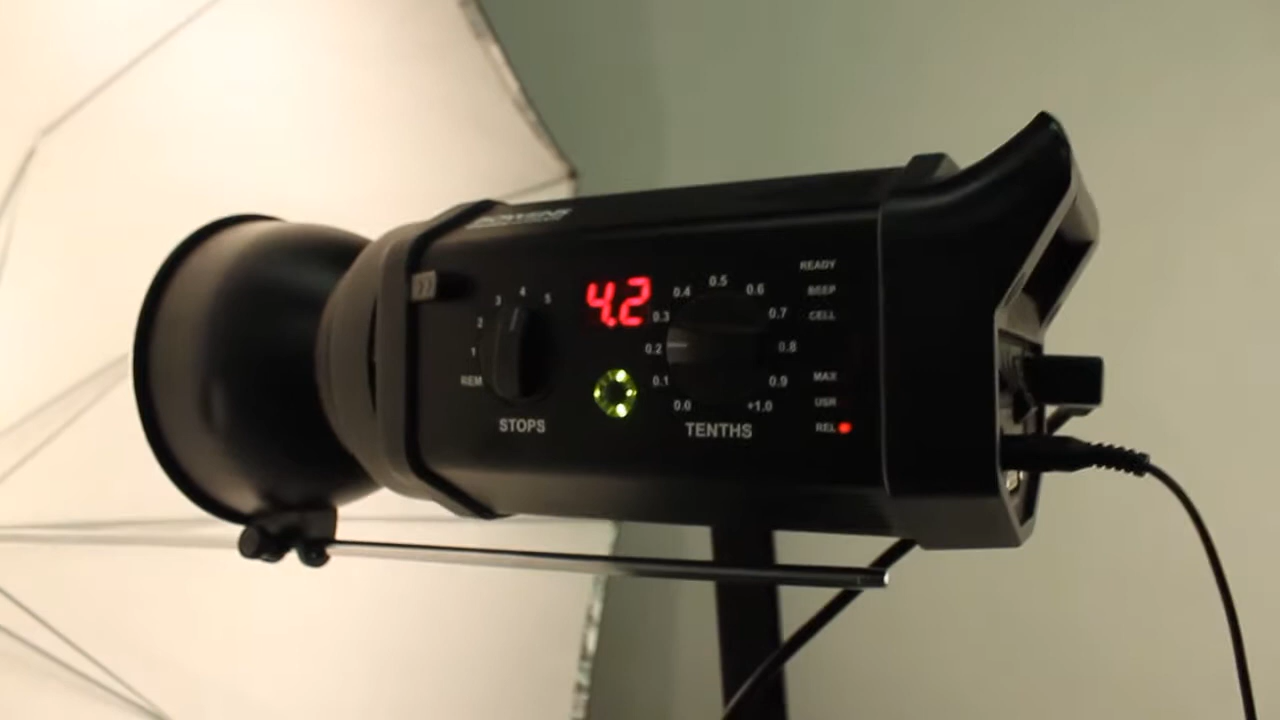 BOWENS
REM 1 2 3 4 5
STOPS
4.2
0.0 0.1 0.2 0.3 0.4 0.5 0.6 0.7 0.8 0.9 +1.0
TENTHS
READY
BEEP
CELL
MAX
USR
REL